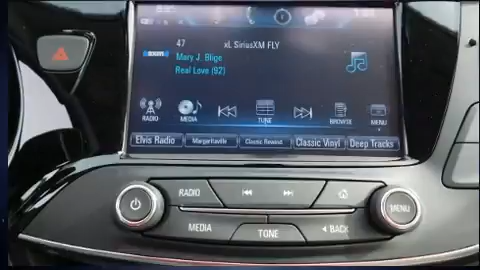 47
xL SiriusXM FLY
Mary J. Blige
Real Love (92)
RADIO
MEDIA
TUNE
BROWSE
MENU
Elvis Radio
Margaritaville
Classic Rewind
Classic Vinyl
Deep Tracks
RADIO
MENU
MEDIA
TONE
BACK